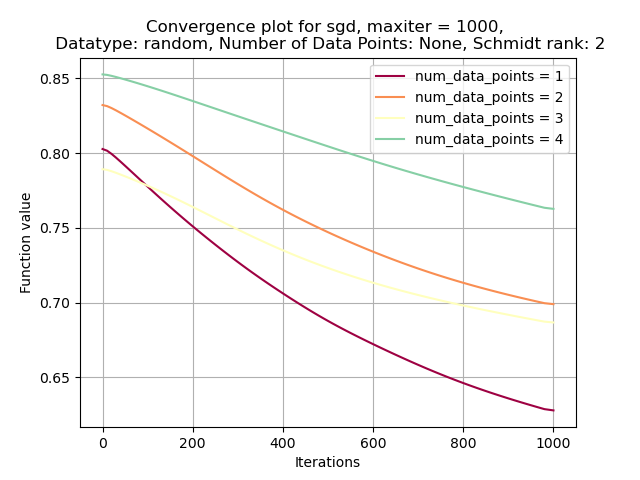 Convergence plot for sgd, maxiter = 1000,
Datatype: random, Number of Data Points: None, Schmidt rank: 2
num_data_points = 1
num_data_points = 2
num_data_points = 3
num_data_points = 4
Function value
0.85
0.80
0.75
0.70
0.65
0 200 400 600 800 1000
Iterations